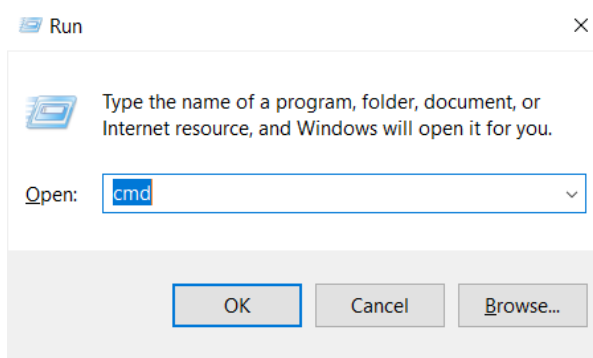 Run
Type the name of a program, folder, document, or
Internet resource, and Windows will open it for you.
Open: cmd
OK Cancel Browse...